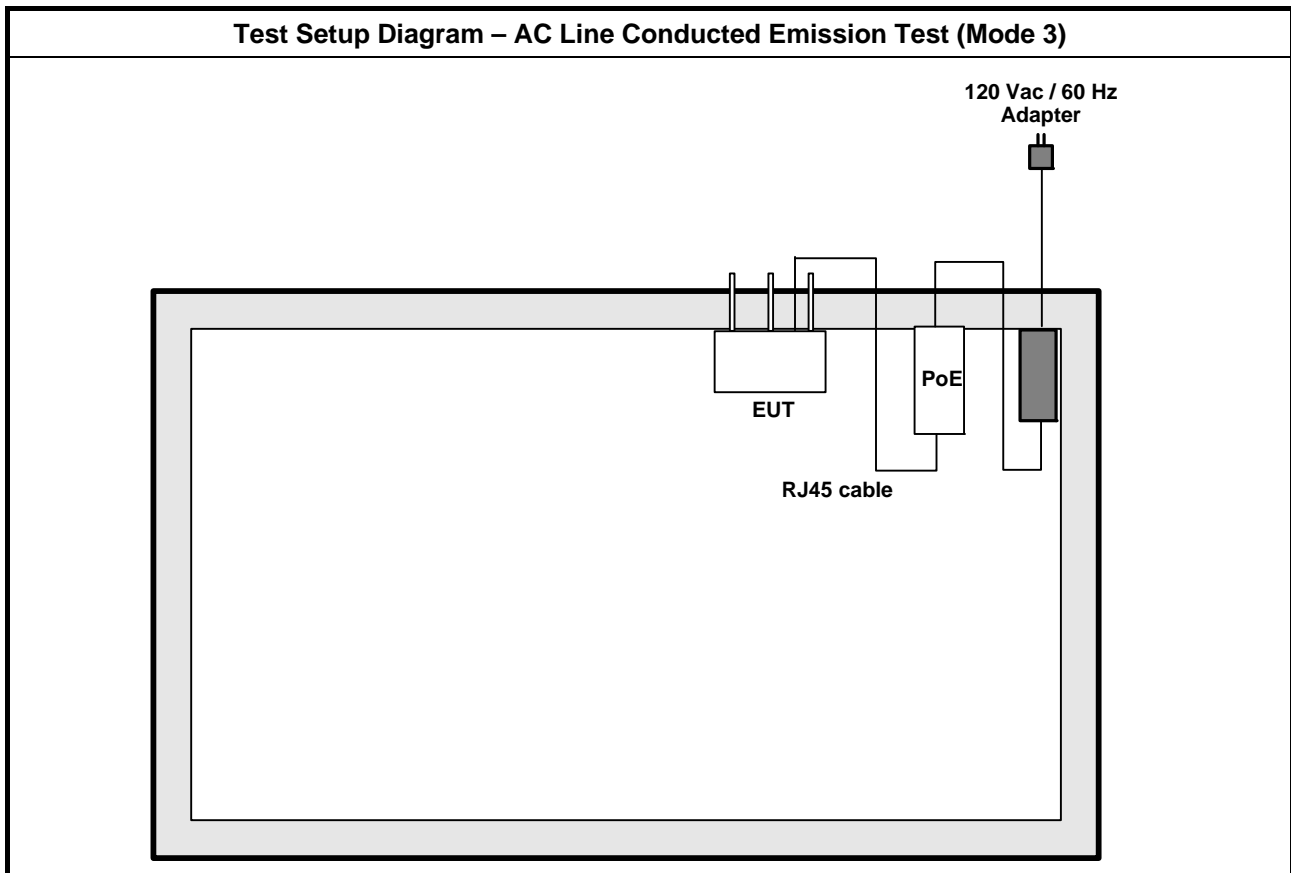 Test Setup Diagram – AC Line Conducted Emission Test (Mode 3)
120 Vac / 60 Hz
Adapter
PoE
EUT
RJ45 cable